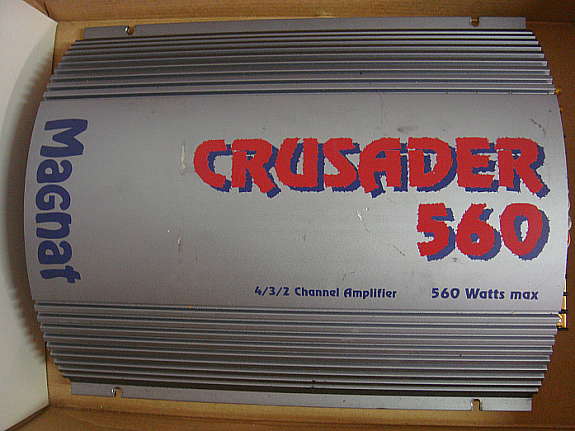 Magnat
CRUSADER
560
4/3/2 Channel Amplifier 560 Watts max